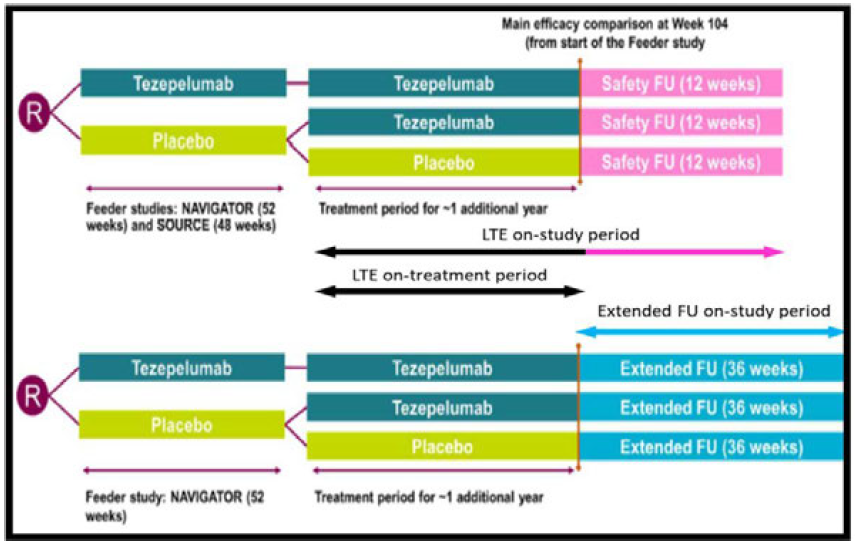 Main efficacy comparison at Week 104
(from start of the Feeder study
R
Tezepelumab
Tezepelumab
Safety FU (12 weeks)
Tezepelumab
Safety FU (12 weeks)
Placebo
Placebo
Safety FU (12 weeks)
Feeder studies: NAVIGATOR (52
weeks) and SOURCE (48 weeks)
Treatment period for ~1 additional year
LTE on-study period
LTE on-treatment period
Extended FU on-study period
R
Tezepelumab
Tezepelumab
Extended FU (36 weeks)
Tezepelumab
Extended FU (36 weeks)
Placebo
Placebo
Extended FU (36 weeks)
Feeder study: NAVIGATOR (52
weeks)
Treatment period for ~1 additional year